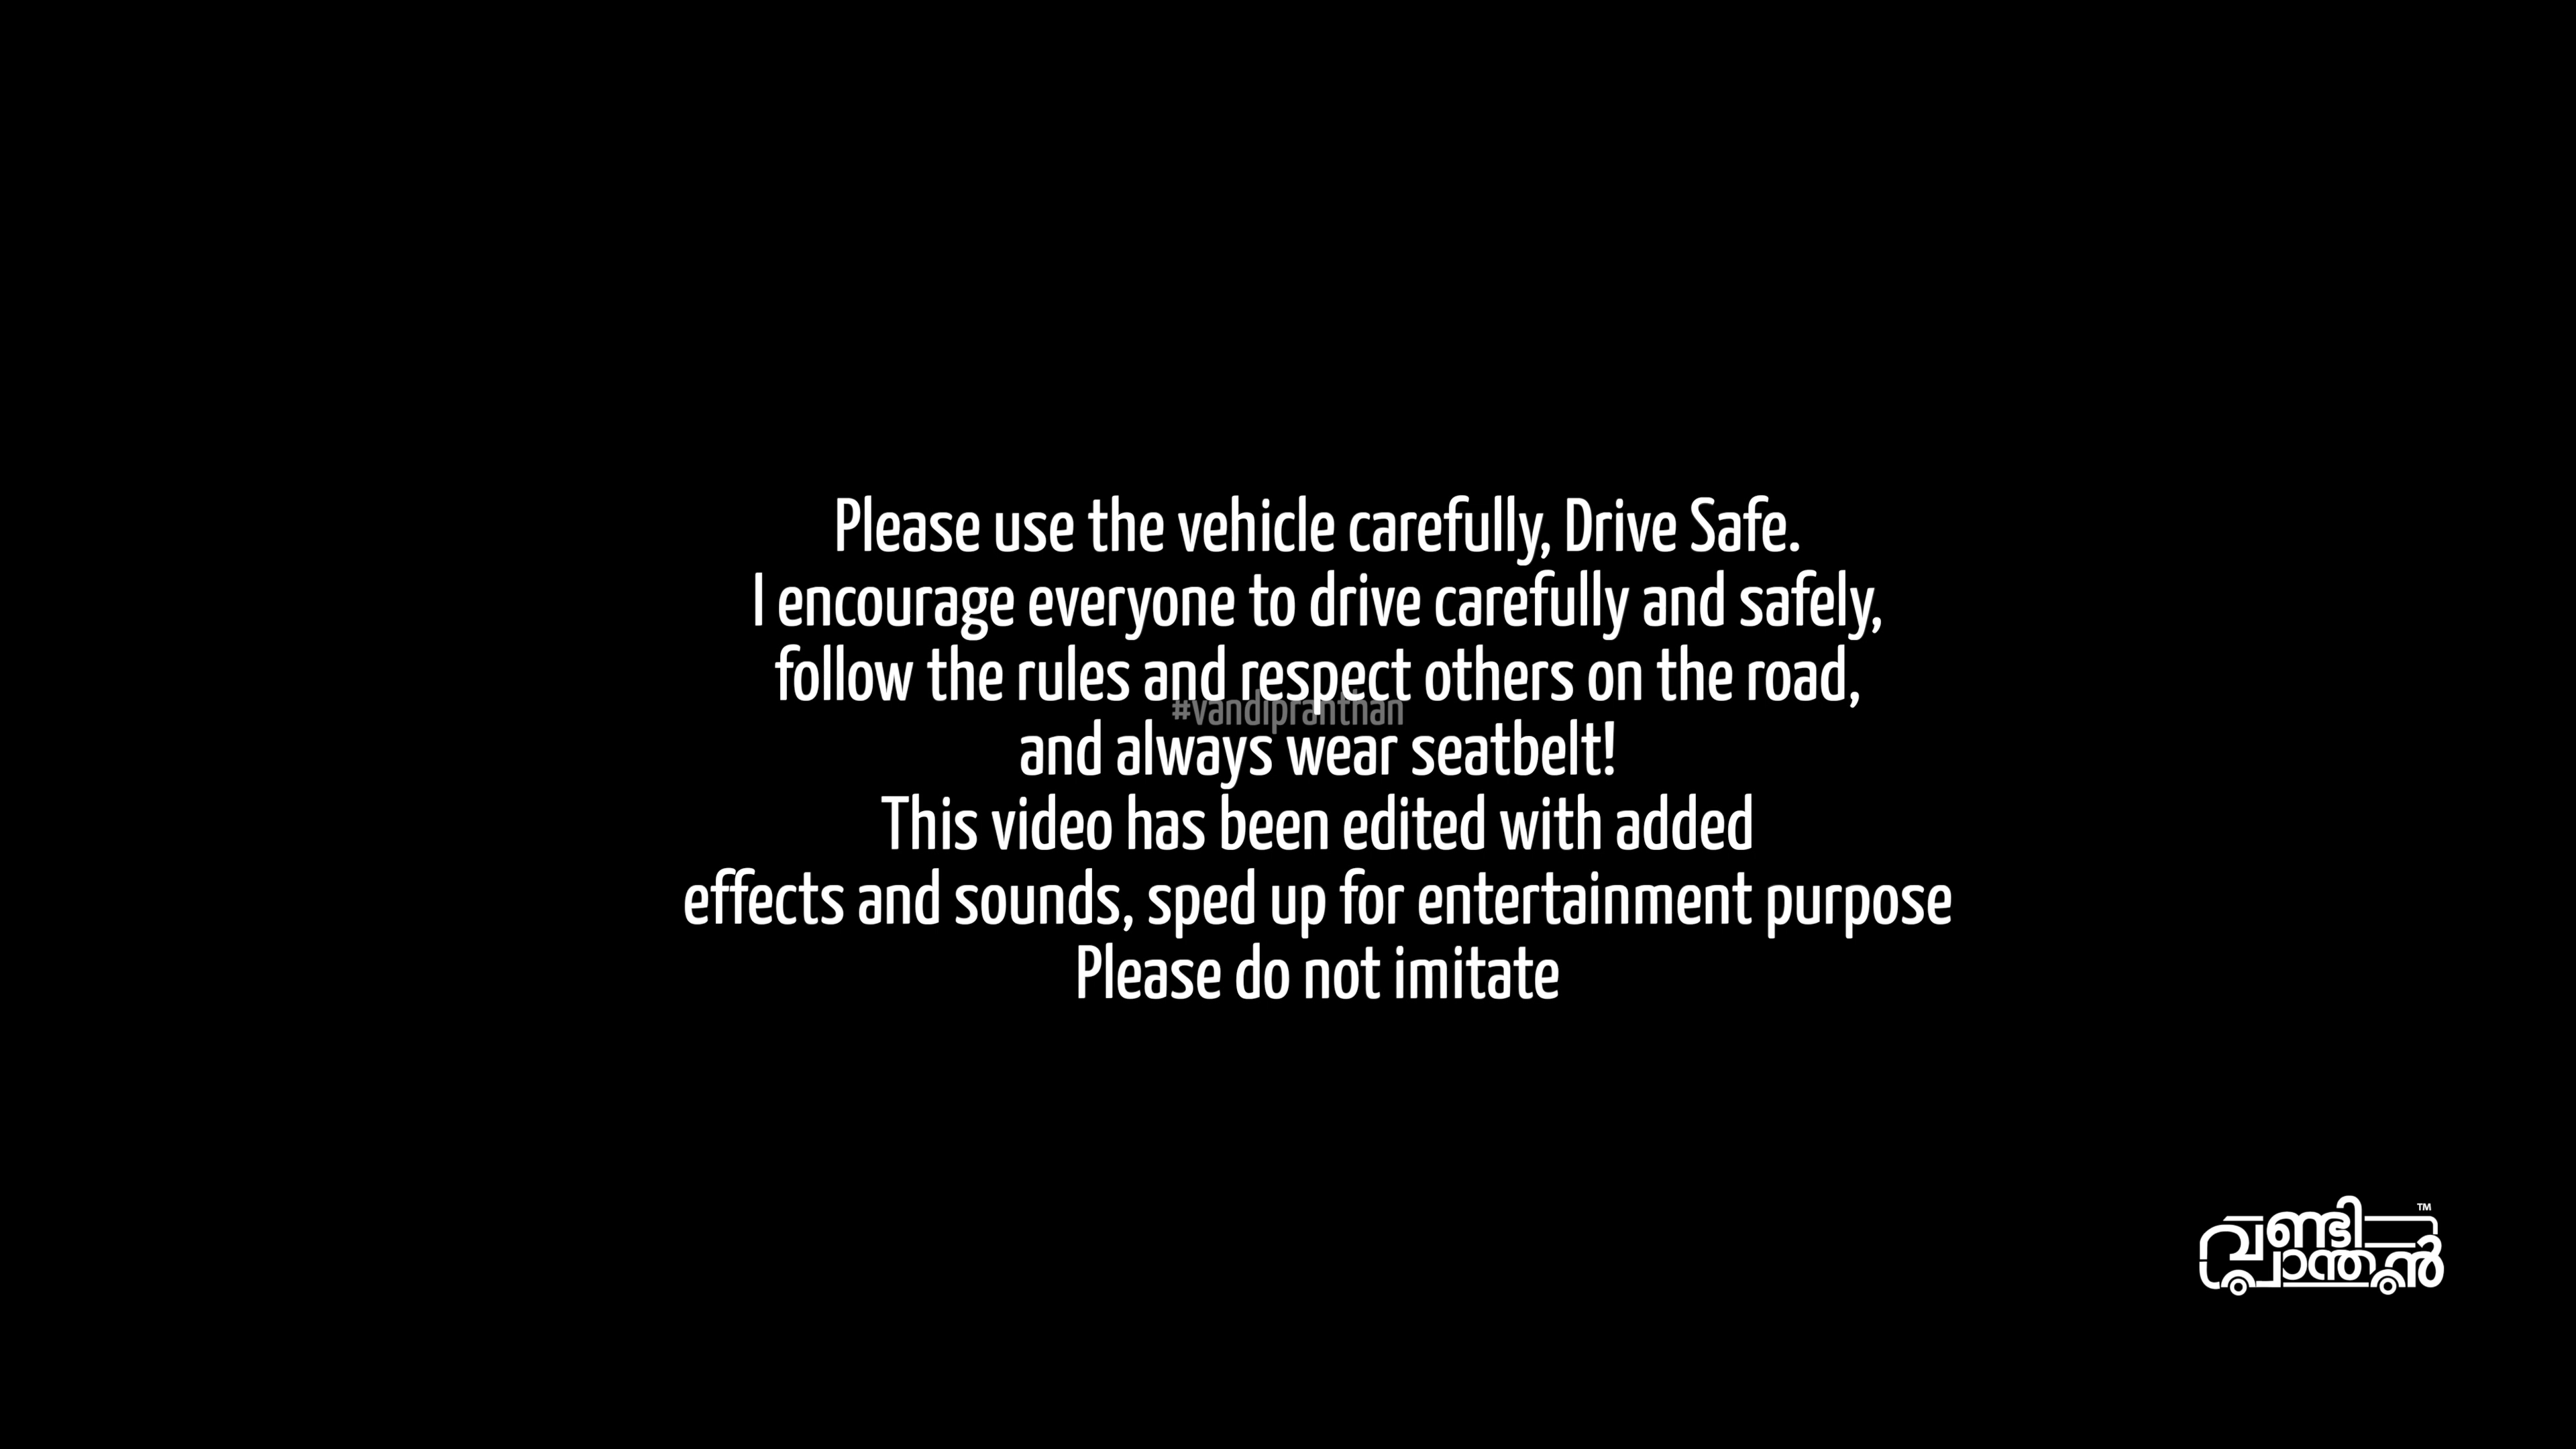 Please use the vehicle carefully, Drive Safe.
I encourage everyone to drive carefully and safely,
follow the rules and respect others on the road,
#vandipranthan
and always wear seatbelt!
This video has been edited with added
effects and sounds, sped up for entertainment purpose
Please do not imitate
വണ്ടി
പ്രാന്തൻ
TM